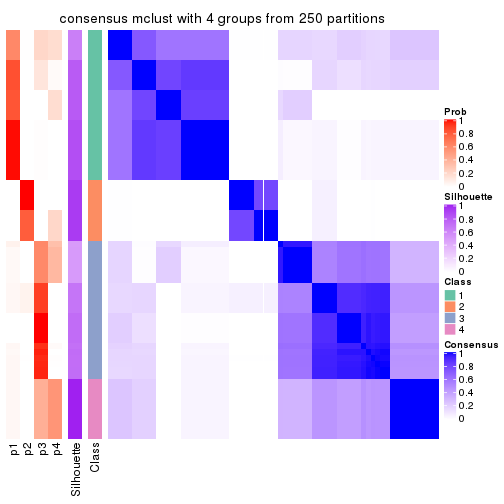 consensus mclust with 4 groups from 250 partitions
Prob
1
0.8
0.6
0.4
0.2
0
Silhouette
1
0.8
0.6
0.4
0.2
0
Class
1
2
3
4
Consensus
1
0.8
0.6
0.4
0.2
0
p1
p2
p3
p4
Silhouette
Class